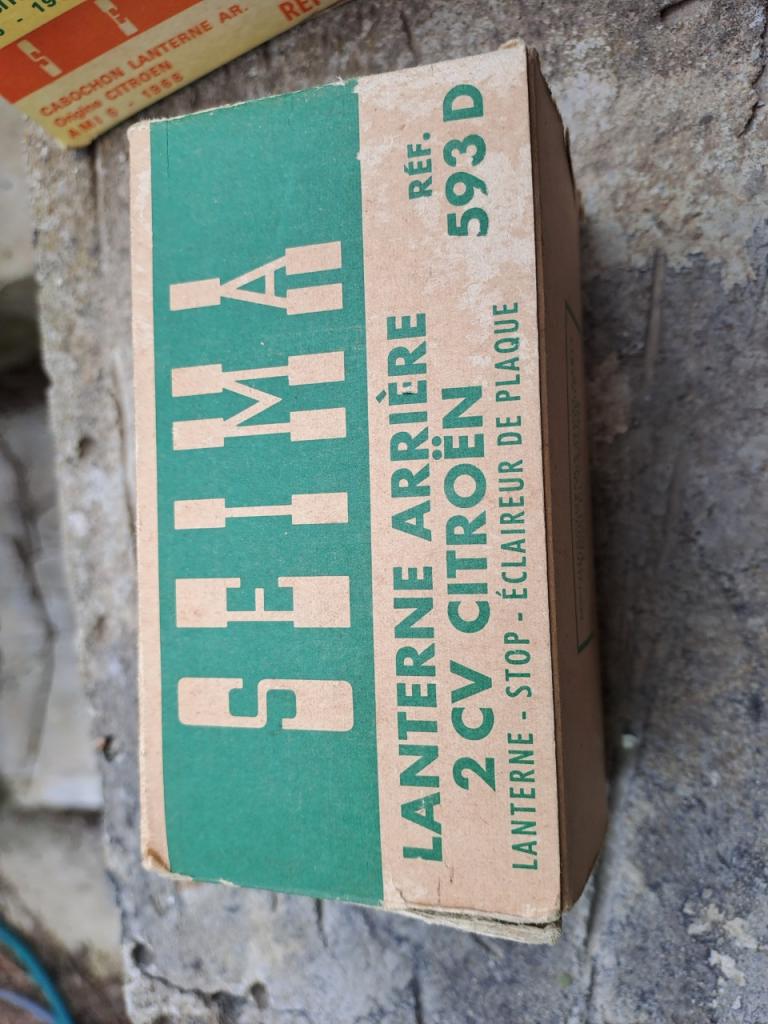 SEIMA
RÉF.
593 D
LANTERNE ARRIÈRE
2 CV CITROËN
LANTERNE - STOP - ÉCLAIREUR DE PLAQUE
S E
CABOCHON LANTERNE AR.
Origine CITROEN
AMI 6 - 1968